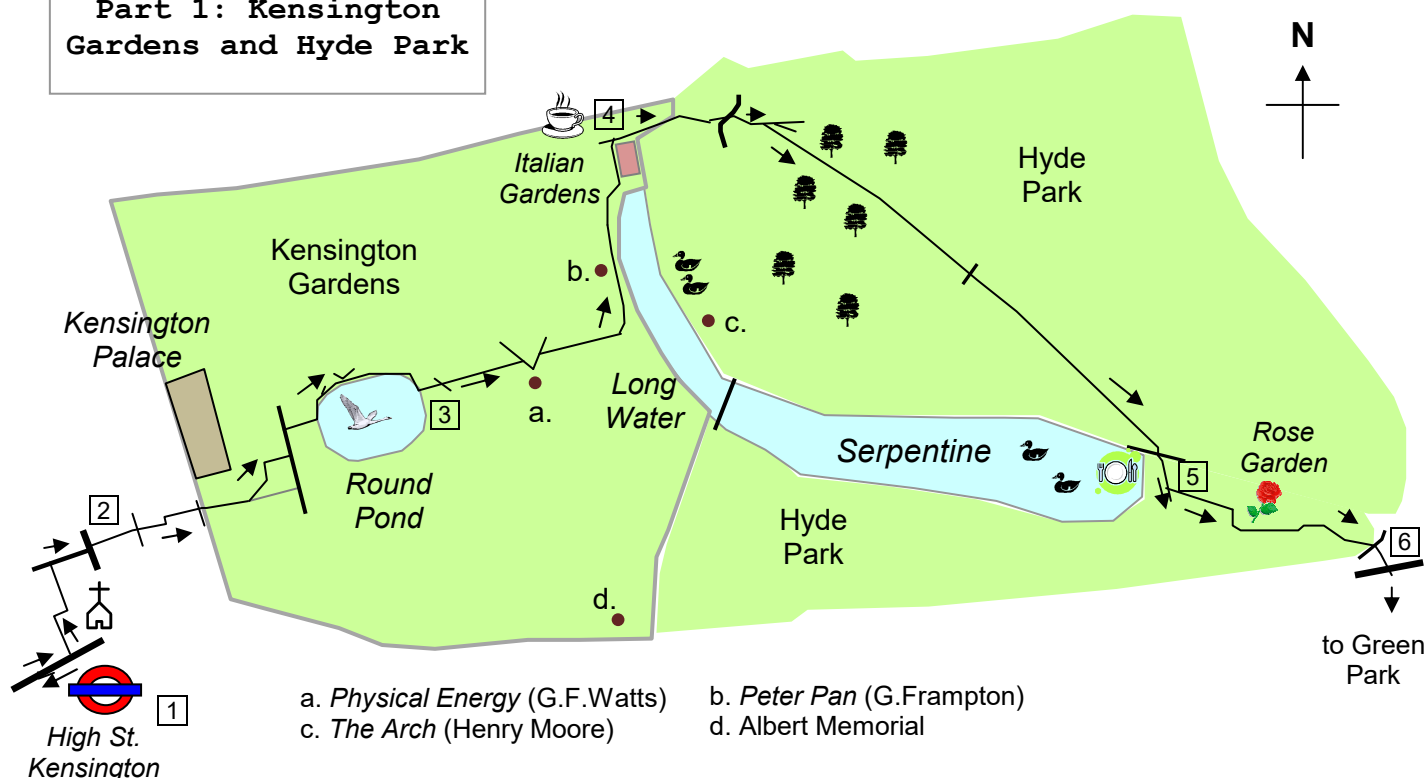 Part 1: Kensington
Gardens and Hyde Park
N
4
Italian
Gardens
Hyde
Park
Kensington
Gardens
b.
Kensington
Palace
c.
3
a.
Long
Water
Round
Pond
Serpentine
Rose
Garden
5
2
Hyde
Park
6
d.
to Green
Park
1
High St.
Kensington
a. Physical Energy (G.F.Watts)
b. Peter Pan (G.Frampton)
c. The Arch (Henry Moore)
d. Albert Memorial